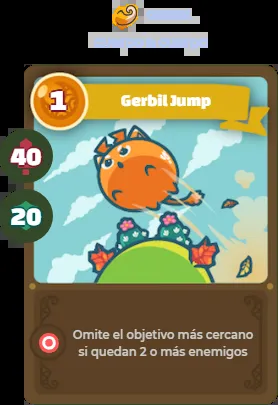 1
Gerbil Jump
40
20
Omite el objetivo más cercano
si quedan 2 o más enemigos